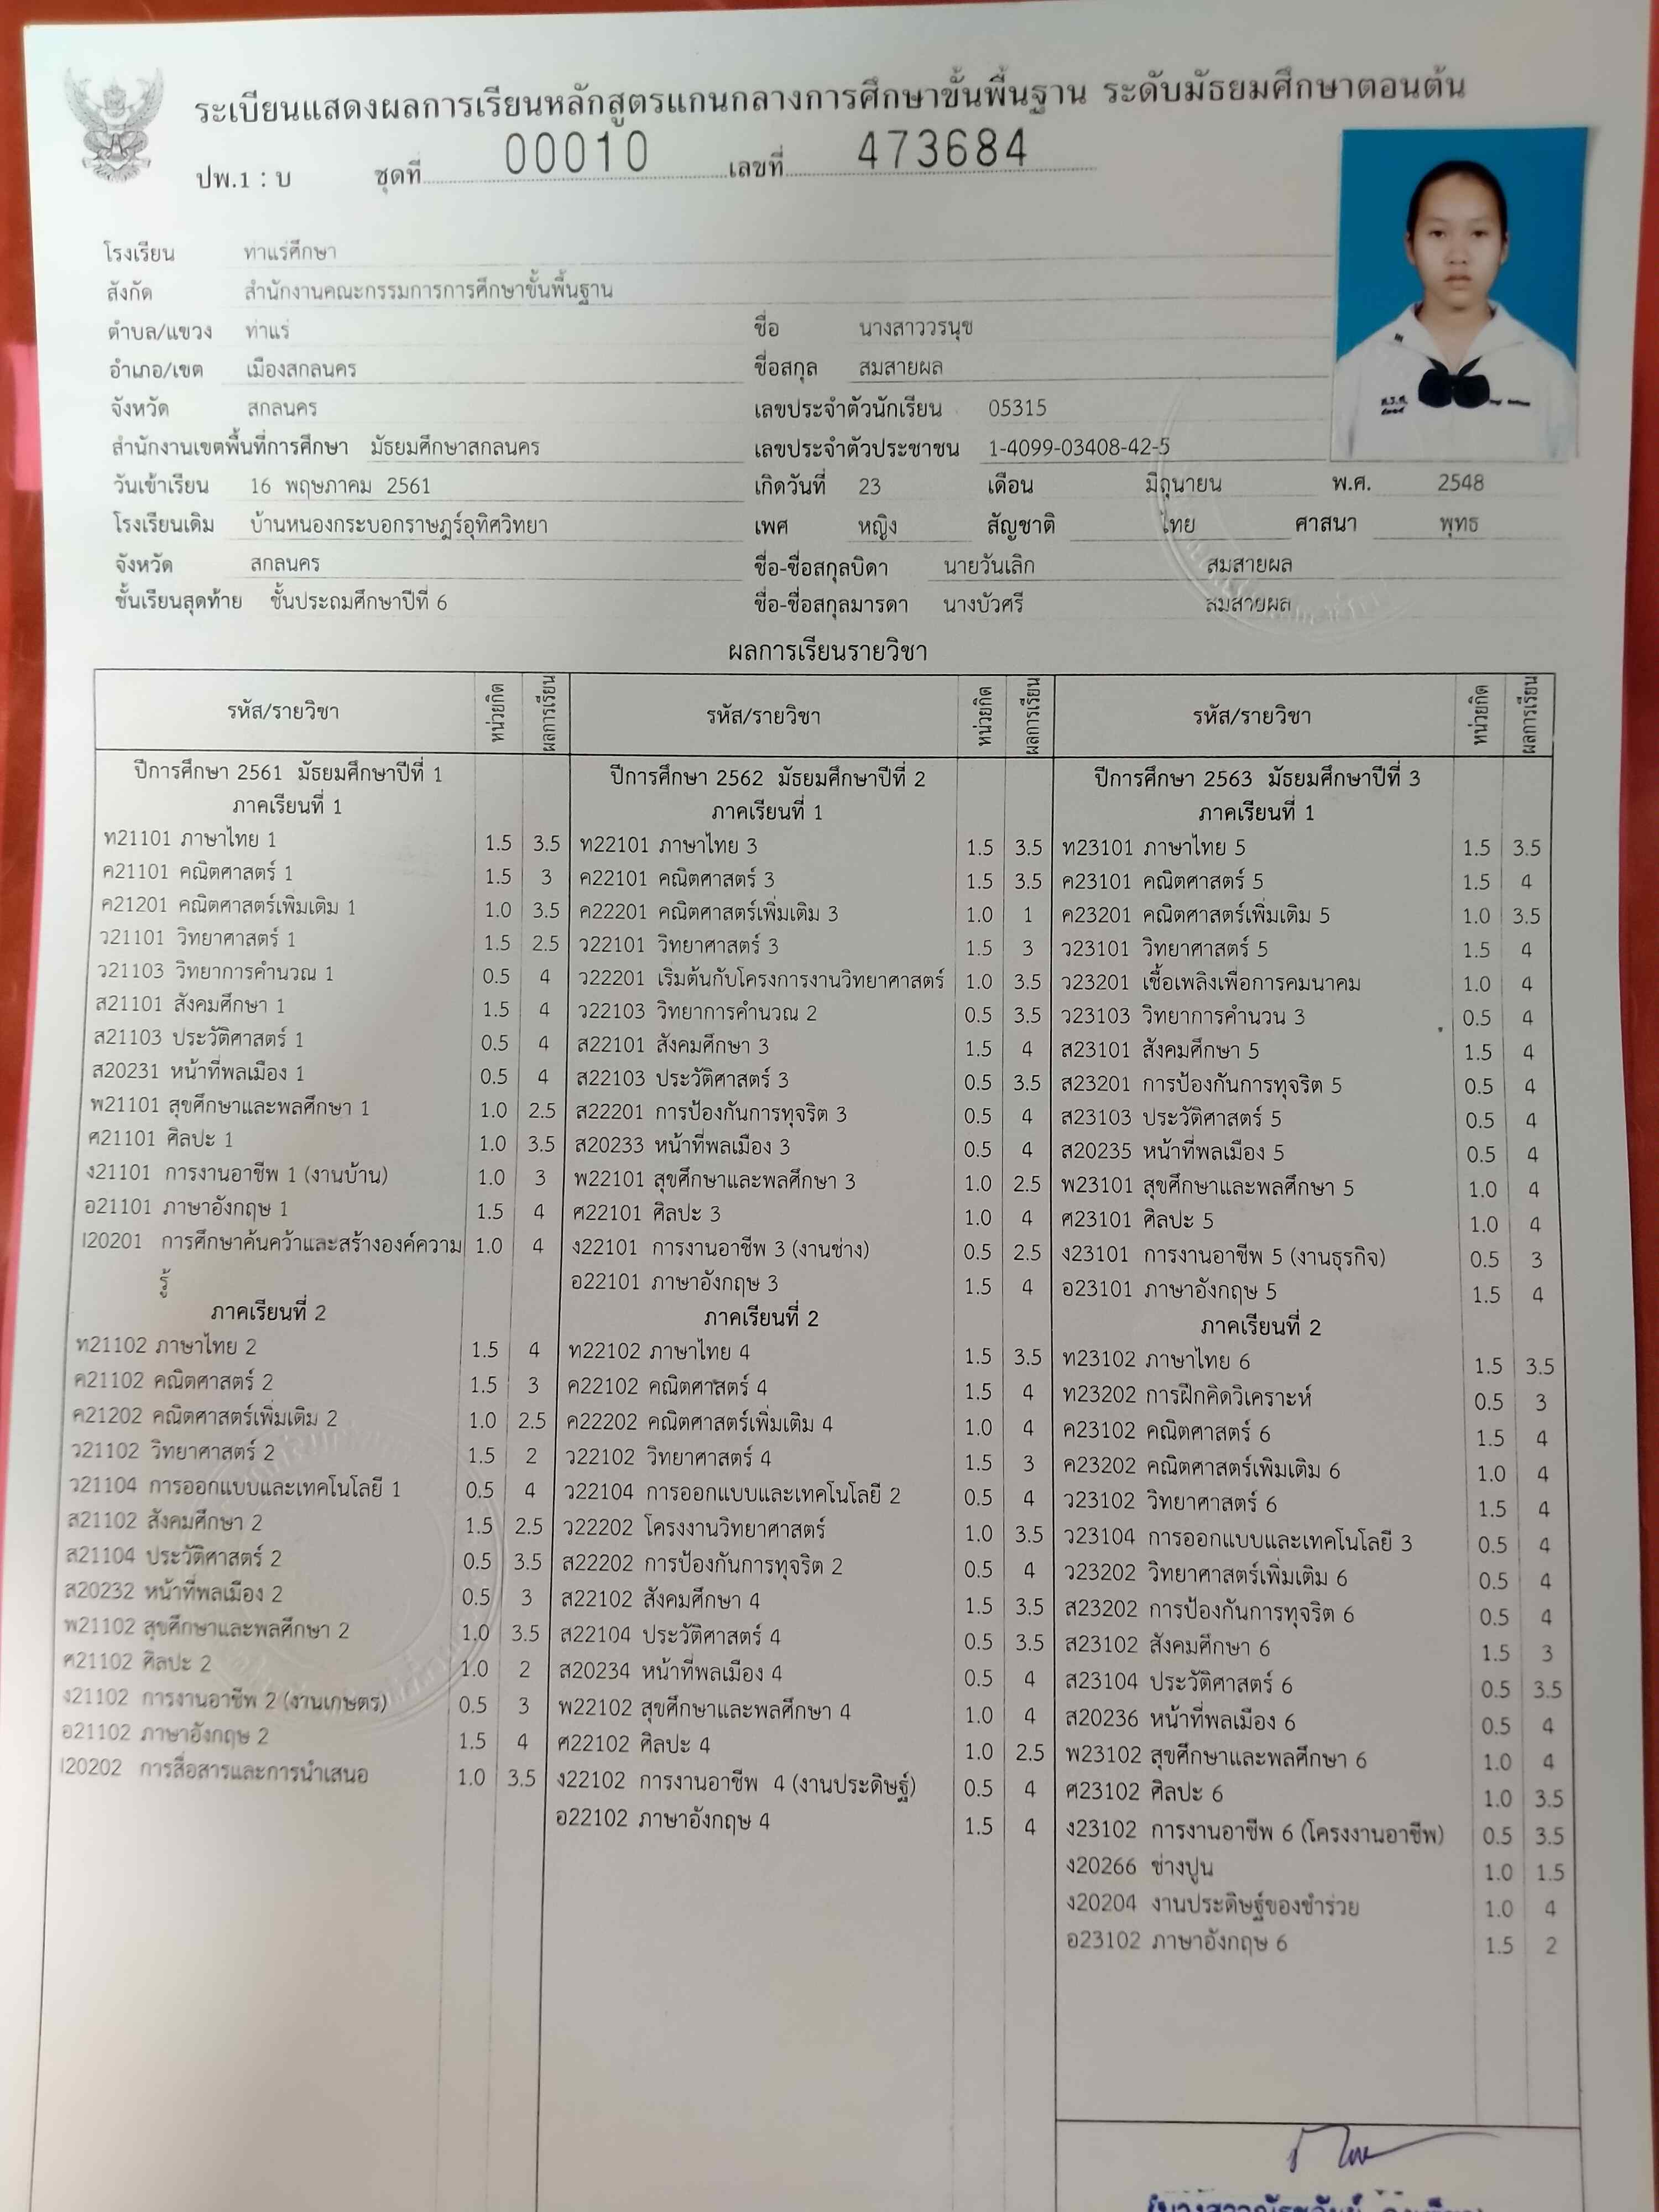 ระเบียนแสดงผลการเรียนหลักสูตรแกนกลางการศึกษาขั้นพื้นฐาน ระดับมัธยมศึกษาตอนต้น
ปพ.1 : บ ชุดที่ 00010 เลขที่ 473684
โรงเรียน ท่าแร่ศึกษา
สังกัด สำนักงานคณะกรรมการการศึกษาขั้นพื้นฐาน
ตำบล/แขวง ท่าแร่
อำเภอ/เขต เมืองสกลนคร
จังหวัด สกลนคร
สำนักงานเขตพื้นที่การศึกษา มัธยมศึกษาสกลนคร
วันเข้าเรียน 16 พฤษภาคม 2561
โรงเรียนเดิม บ้านหนองกระบอกราษฎร์อุทิศวิทยา
จังหวัด สกลนคร
ชั้นเรียนสุดท้าย ชั้นประถมศึกษาปีที่ 6
ชื่อ นางสาววรนุช
ชื่อสกุล สมสายผล
เลขประจำตัวนักเรียน 05315
เลขประจำตัวประชาชน 1-4099-03408-42-5
เกิดวันที่ 23 เดือน มิถุนายน พ.ศ. 2548
เพศ หญิง สัญชาติ ไทย ศาสนา พุทธ
ชื่อ-ชื่อสกุลบิดา นายวันเลิก สมสายผล
ชื่อ-ชื่อสกุลมารดา นางบัวศรี สมสายผล
ผลการเรียนรายวิชา
รหัส/รายวิชา หน่วยกิต ผลการเรียน
ปีการศึกษา 2561 มัธยมศึกษาปีที่ 1
ภาคเรียนที่ 1
ท21101 ภาษาไทย 1 1.5 3.5
ค21101 คณิตศาสตร์ 1 1.5 3
ค21201 คณิตศาสตร์เพิ่มเติม 1 1.0 3.5
ว21101 วิทยาศาสตร์ 1 1.5 2.5
ว21103 วิทยาการคำนวณ 1 0.5 4
ส21101 สังคมศึกษา 1 1.5 4
ส21103 ประวัติศาสตร์ 1 0.5 4
ส20231 หน้าที่พลเมือง 1 0.5 4
พ21101 สุขศึกษาและพลศึกษา 1 1.0 2.5
ศ21101 ศิลปะ 1 1.0 3.5
ง21101 การงานอาชีพ 1 (งานบ้าน) 1.0 3
อ21101 ภาษาอังกฤษ 1 1.5 4
I20201 การศึกษาค้นคว้าและสร้างองค์ความ 1.0 4
รู้
ภาคเรียนที่ 2
ท21102 ภาษาไทย 2 1.5 4
ค21102 คณิตศาสตร์ 2 1.5 3
ค21202 คณิตศาสตร์เพิ่มเติม 2 1.0 2.5
ว21102 วิทยาศาสตร์ 2 1.5 2
ว21104 การออกแบบและเทคโนโลยี 1 0.5 4
ส21102 สังคมศึกษา 2 1.5 2.5
ส21104 ประวัติศาสตร์ 2 0.5 3.5
ส20232 หน้าที่พลเมือง 2 0.5 3
พ21102 สุขศึกษาและพลศึกษา 2 1.0 3.5
ศ21102 ศิลปะ 2 1.0 2
ง21102 การงานอาชีพ 2 (งานเกษตร) 0.5 3
อ21102 ภาษาอังกฤษ 2 1.5 4
I20202 การสื่อสารและการนำเสนอ 1.0 3.5
รหัส/รายวิชา หน่วยกิต ผลการเรียน
ปีการศึกษา 2562 มัธยมศึกษาปีที่ 2
ภาคเรียนที่ 1
ท22101 ภาษาไทย 3 1.5 3.5
ค22101 คณิตศาสตร์ 3 1.5 3.5
ค22201 คณิตศาสตร์เพิ่มเติม 3 1.0 1
ว22101 วิทยาศาสตร์ 3 1.5 3
ว22201 เริ่มต้นกับโครงการงานวิทยาศาสตร์ 1.0 3.5
ว22103 วิทยาการคำนวณ 2 0.5 3.5
ส22101 สังคมศึกษา 3 1.5 4
ส22103 ประวัติศาสตร์ 3 0.5 3.5
ส22201 การป้องกันการทุจริต 3 0.5 4
ส20233 หน้าที่พลเมือง 3 0.5 4
พ22101 สุขศึกษาและพลศึกษา 3 1.0 2.5
ศ22101 ศิลปะ 3 1.0 4
ง22101 การงานอาชีพ 3 (งานช่าง) 0.5 2.5
อ22101 ภาษาอังกฤษ 3 1.5 4
ภาคเรียนที่ 2
ท22102 ภาษาไทย 4 1.5 3.5
ค22102 คณิตศาสตร์ 4 1.5 4
ค22202 คณิตศาสตร์เพิ่มเติม 4 1.0 4
ว22102 วิทยาศาสตร์ 4 1.5 3
ว22104 การออกแบบและเทคโนโลยี 2 0.5 4
ว22202 โครงงานวิทยาศาสตร์ 1.0 3.5
ส22202 การป้องกันการทุจริต 2 0.5 4
ส22102 สังคมศึกษา 4 1.5 3.5
ส22104 ประวัติศาสตร์ 4 0.5 3.5
ส20234 หน้าที่พลเมือง 4 0.5 4
พ22102 สุขศึกษาและพลศึกษา 4 1.0 4
ศ22102 ศิลปะ 4 1.0 2.5
ง22102 การงานอาชีพ 4 (งานประดิษฐ์) 0.5 4
อ22102 ภาษาอังกฤษ 4 1.5 4
รหัส/รายวิชา หน่วยกิต ผลการเรียน
ปีการศึกษา 2563 มัธยมศึกษาปีที่ 3
ภาคเรียนที่ 1
ท23101 ภาษาไทย 5 1.5 3.5
ค23101 คณิตศาสตร์ 5 1.5 4
ค23201 คณิตศาสตร์เพิ่มเติม 5 1.0 3.5
ว23101 วิทยาศาสตร์ 5 1.5 4
ว23201 เชื้อเพลิงเพื่อการคมนาคม 1.0 4
ว23103 วิทยาการคำนวน 3 0.5 4
ส23101 สังคมศึกษา 5 1.5 4
ส23201 การป้องกันการทุจริต 5 0.5 4
ส23103 ประวัติศาสตร์ 5 0.5 4
ส20235 หน้าที่พลเมือง 5 0.5 4
พ23101 สุขศึกษาและพลศึกษา 5 1.0 4
ศ23101 ศิลปะ 5 1.0 4
ง23101 การงานอาชีพ 5 (งานธุรกิจ) 0.5 3
อ23101 ภาษาอังกฤษ 5 1.5 4
ภาคเรียนที่ 2
ท23102 ภาษาไทย 6 1.5 3.5
ท23202 การฝึกคิดวิเคราะห์ 0.5 3
ค23102 คณิตศาสตร์ 6 1.5 4
ค23202 คณิตศาสตร์เพิ่มเติม 6 1.0 4
ว23102 วิทยาศาสตร์ 6 1.5 4
ว23104 การออกแบบและเทคโนโลยี 3 0.5 4
ว23202 วิทยาศาสตร์เพิ่มเติม 6 0.5 4
ส23202 การป้องกันการทุจริต 6 0.5 4
ส23102 สังคมศึกษา 6 1.5 3
ส23104 ประวัติศาสตร์ 6 0.5 3.5
ส20236 หน้าที่พลเมือง 6 0.5 4
พ23102 สุขศึกษาและพลศึกษา 6 1.0 4
ศ23102 ศิลปะ 6 1.0 3.5
ง23102 การงานอาชีพ 6 (โครงงานอาชีพ) 0.5 3.5
ง20266 ช่างปูน 1.0 1.5
ง20204 งานประดิษฐ์ของชำร่วย 1.0 4
อ23102 ภาษาอังกฤษ 6 1.5 2